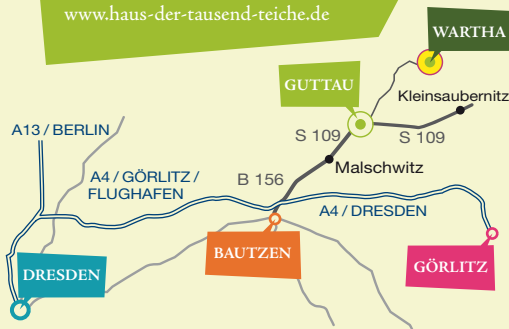 www.haus-der-tausend-teiche.de
WARTHA
GUTTAU
Kleinsaubernitz
A13 / BERLIN
S 109
S 109
Malschwitz
A4 / GÖRLITZ /
FLUGHAFEN
B 156
A4 / DRESDEN
BAUTZEN
GÖRLITZ
DRESDEN